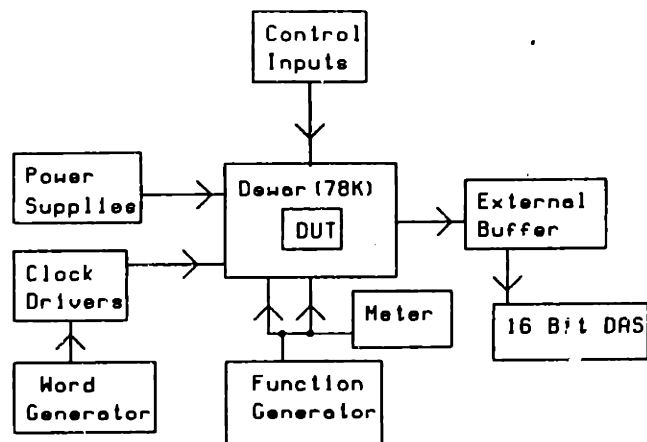 Control
Inputs
Power
Supplies
Dewar (78K)
DUT
External
Buffer
Clock
Drivers
Meter
16 Bit DAS
Word
Generator
Function
Generator